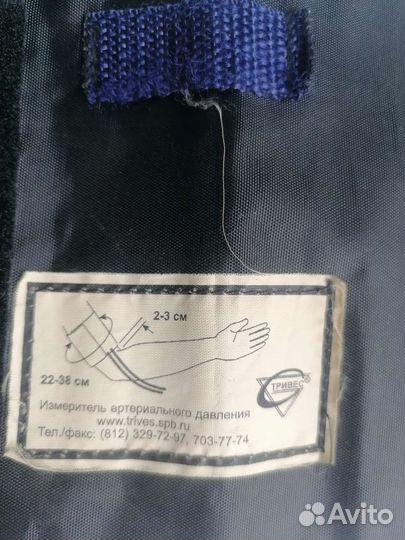 2-3 см
22-38 см
ТРИВЕС®
Измеритель артериального давления
www.trives.spb.ru
Тел./факс: (812) 329-72-97, 703-77-74
Avito